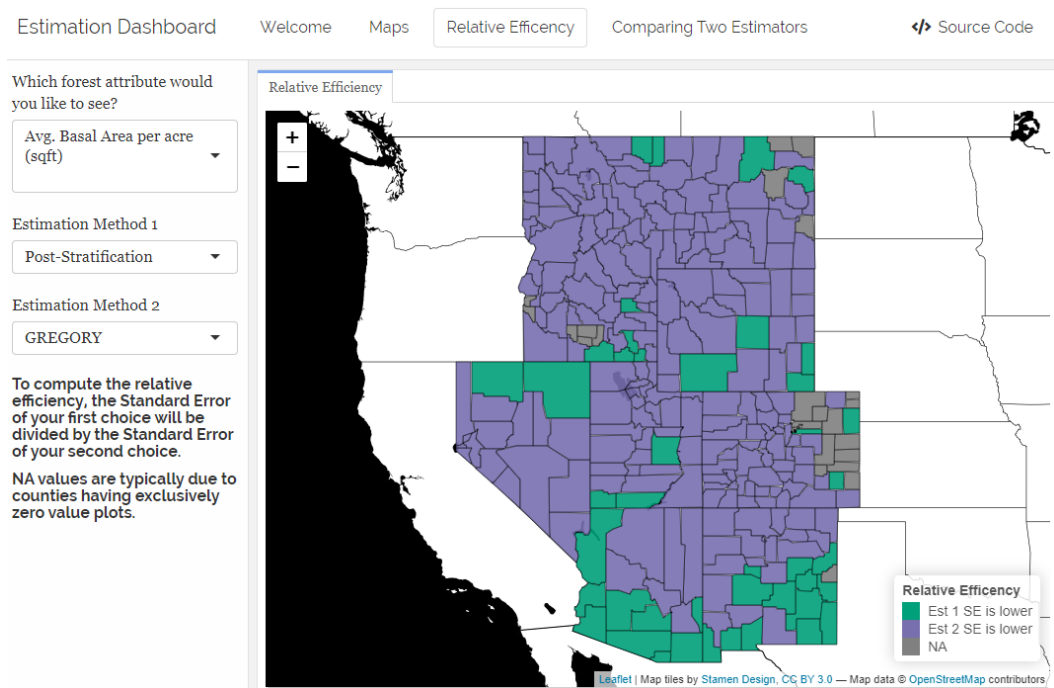 Estimation Dashboard
Welcome
Maps
Relative Efficency
Comparing Two Estimators
</> Source Code
Which forest attribute would
you like to see?
Avg. Basal Area per acre
(sqft)
Estimation Method 1
Post-Stratification
Estimation Method 2
GREGORY
To compute the relative
efficiency, the Standard Error
of your first choice will be
divided by the Standard Error
of your second choice.
NA values are typically due to
counties having exclusively
zero value plots.
Relative Efficiency
+
−
Relative Efficency
Est 1 SE is lower
Est 2 SE is lower
NA
Leaflet | Map tiles by Stamen Design, CC BY 3.0 — Map data © OpenStreetMap contributors